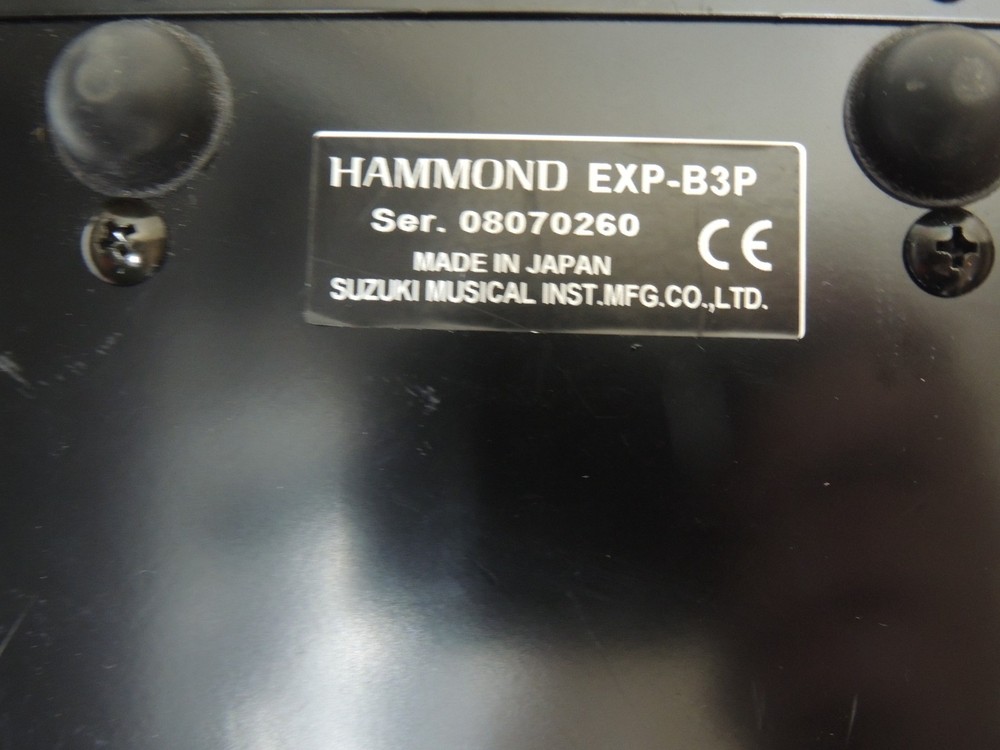 HAMMOND EXP-B3P
Ser. 08070260
CE
MADE IN JAPAN
SUZUKI MUSICAL INST.MFG.CO.,LTD.